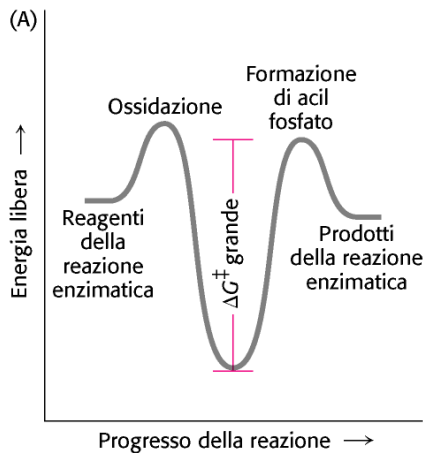 (A)
Ossidazione
Formazione
di acil
fosfato
Energia libera →
Reagenti
della
reazione
enzimatica
ΔG‡ grande
Prodotti
della reazione
enzimatica
Progresso della reazione →